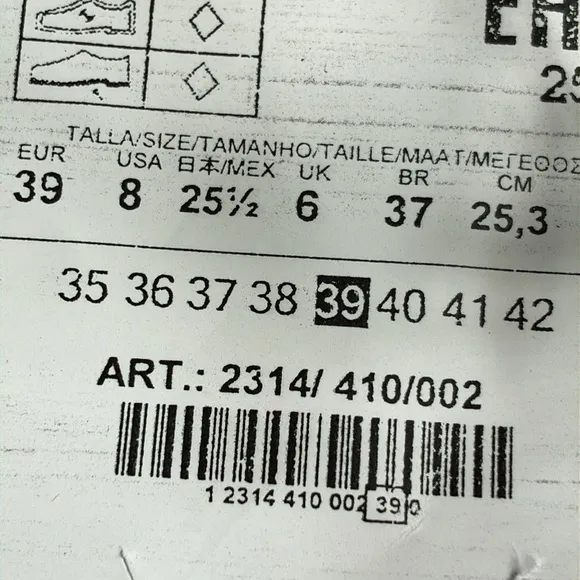 TALLA/SIZE/TAMANHO/TAILLE/MAAT/ΜΕΓΕΘΟΣ
EUR USA 日本/MEX UK BR CM
39 8 25½ 6 37 25,3
35 36 37 38 39 40 41 42
ART.: 2314/ 410/002
1 2314 410 002 39 0